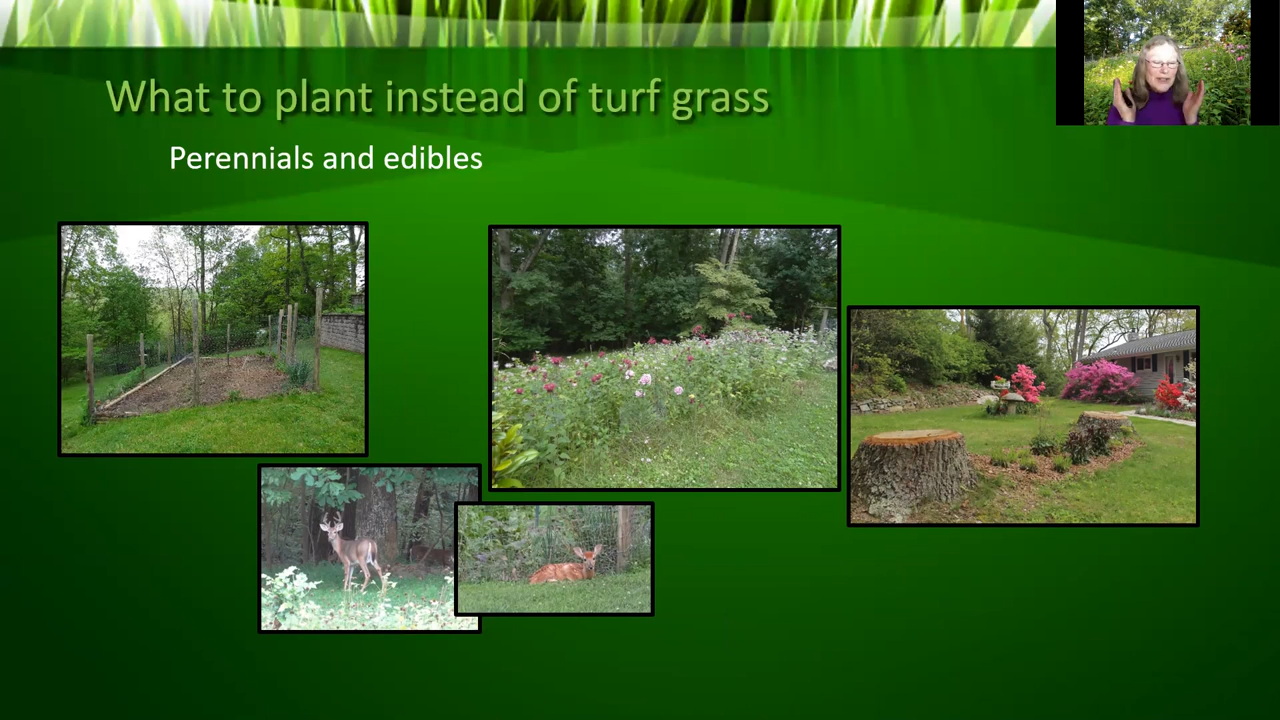 What to plant instead of turf grass
Perennials and edibles